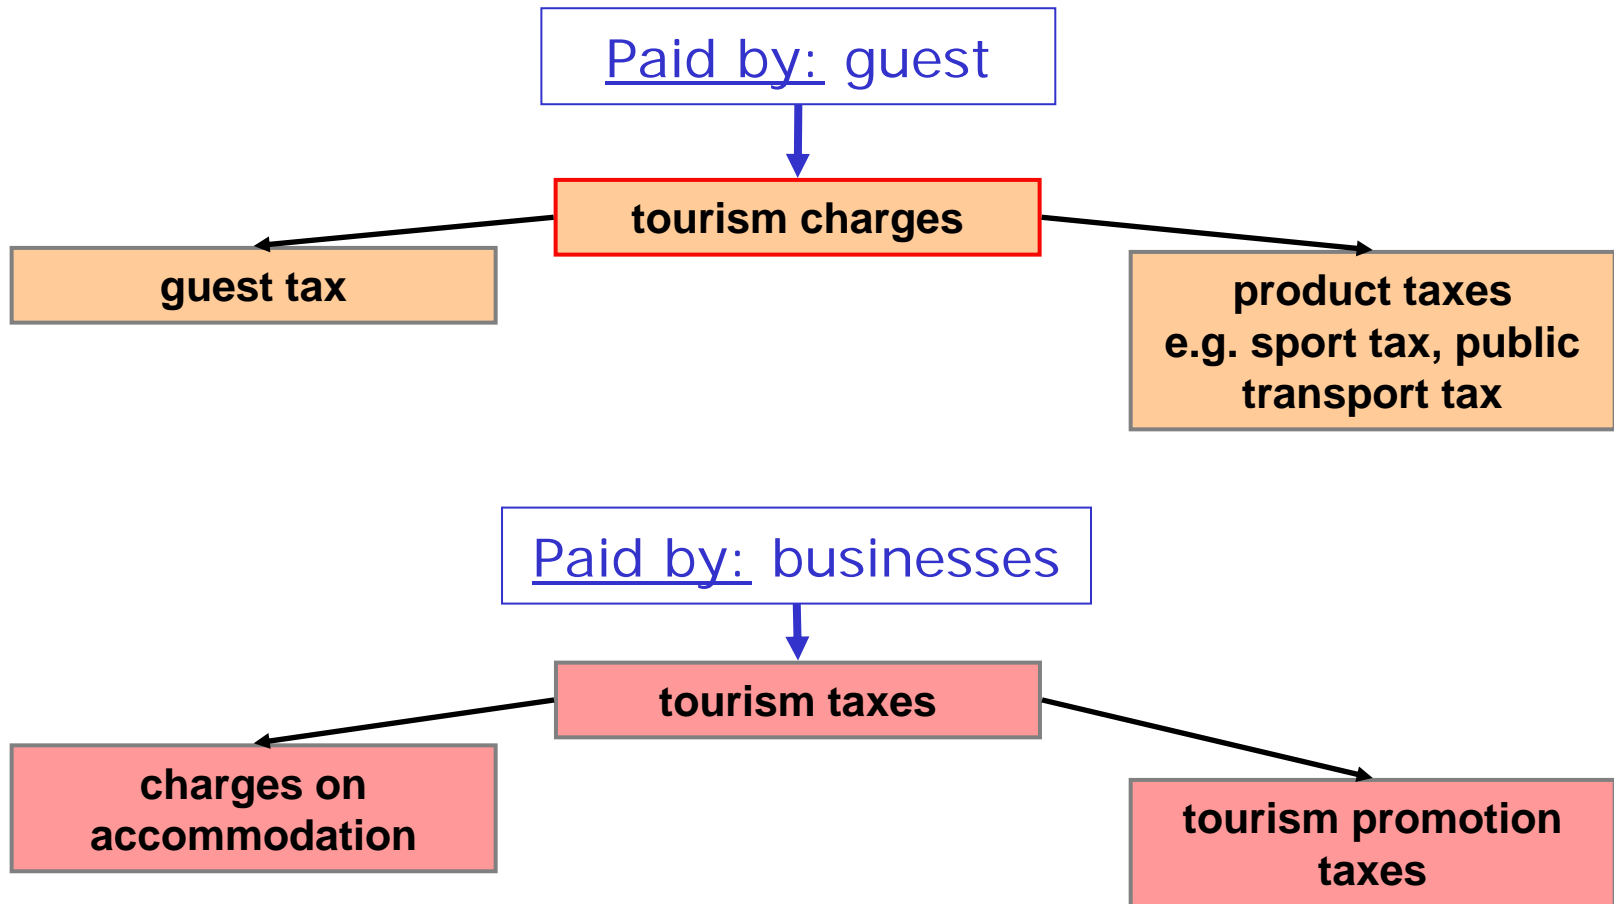 Paid by: guest
tourism charges
guest tax
product taxes
e.g. sport tax, public
transport tax
Paid by: businesses
tourism taxes
charges on
accommodation
tourism promotion
taxes